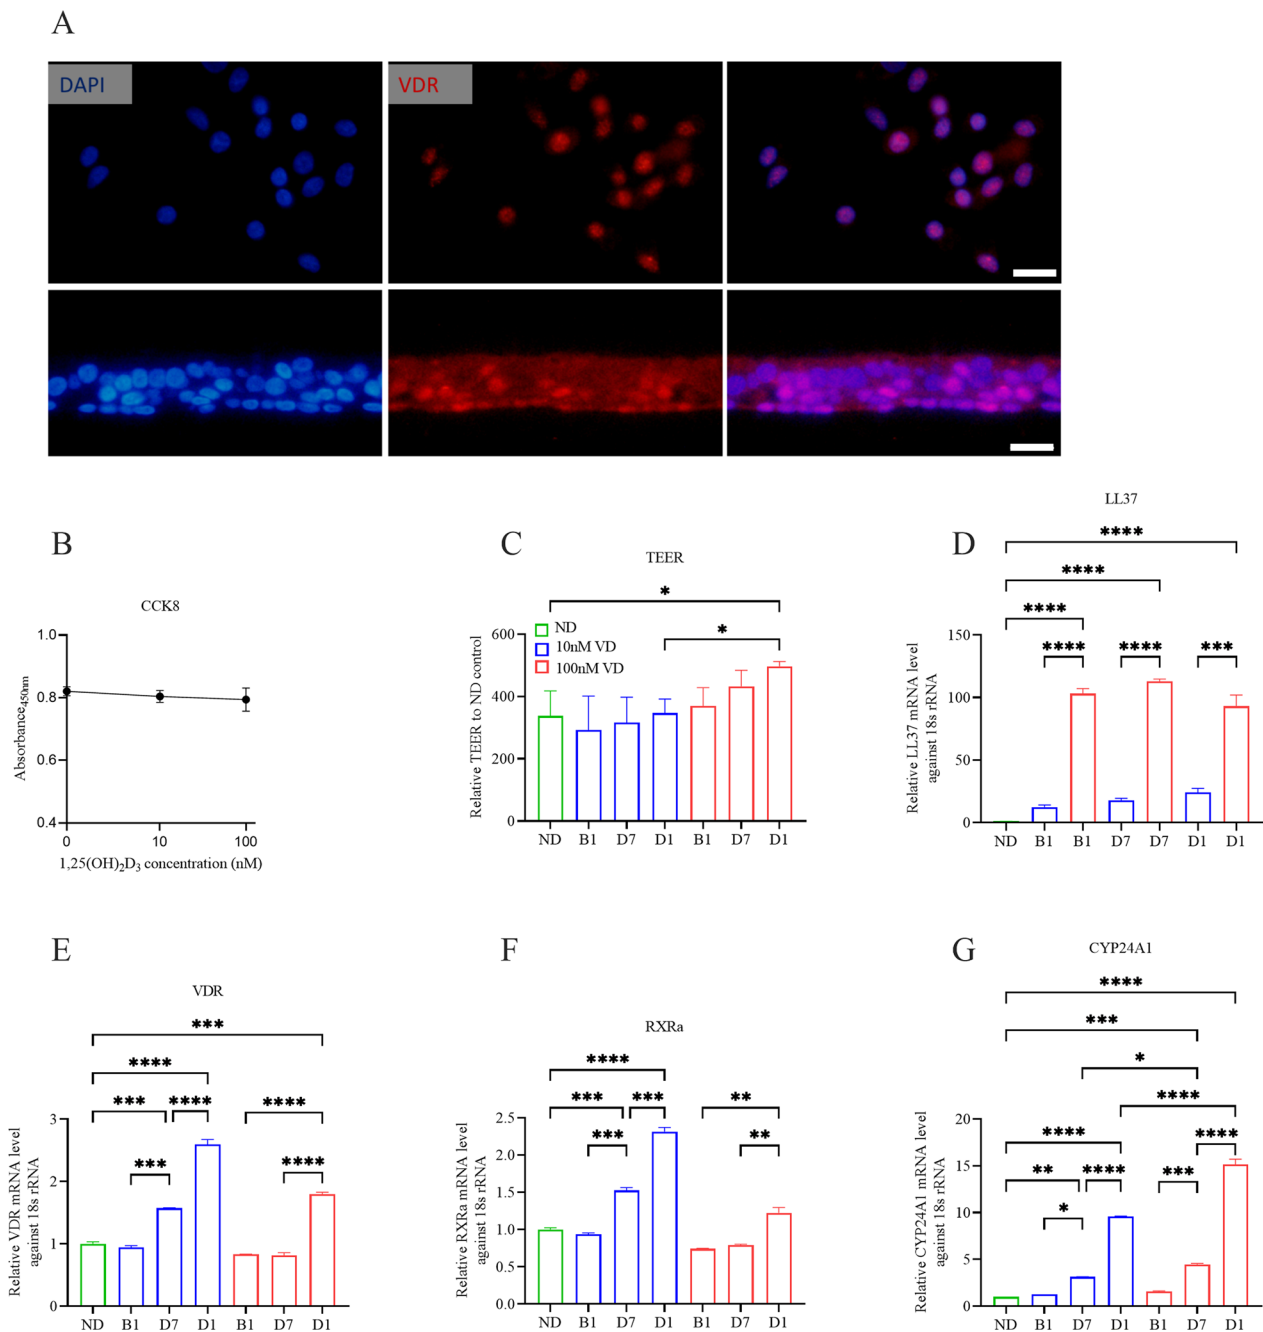 A
DAPI
VDR
B
CCK8
1.0
0.8
0.6
0.4
Absorbance450nm
0
10
100
1,25(OH)2D3 concentration (nM)
C
TEER
*
*
ND
10nM VD
100nM VD
600
400
200
0
Relative TEER to ND control
ND B1 D7 D1 B1 D7 D1
D
LL37
****
****
****
**** **** ***
150
100
50
0
Relative LL37 mRNA level
against 18s rRNA
ND B1 B1 D7 D7 D1 D1
E
VDR
***
****
*** **** ****
*** ****
3
2
1
0
Relative VDR mRNA level
against 18s rRNA
ND B1 D7 D1 B1 D7 D1
F
RXRa
****
*** *** **
*** **
2.5
2.0
1.5
1.0
0.5
0.0
Relative RXRa mRNA level
against 18s rRNA
ND B1 D7 D1 B1 D7 D1
G
CYP24A1
****
***
*
****
**** ****
** **** ***
*
20
15
10
5
0
Relative CYP24A1 mRNA level
against 18s rRNA
ND B1 D7 D1 B1 D7 D1